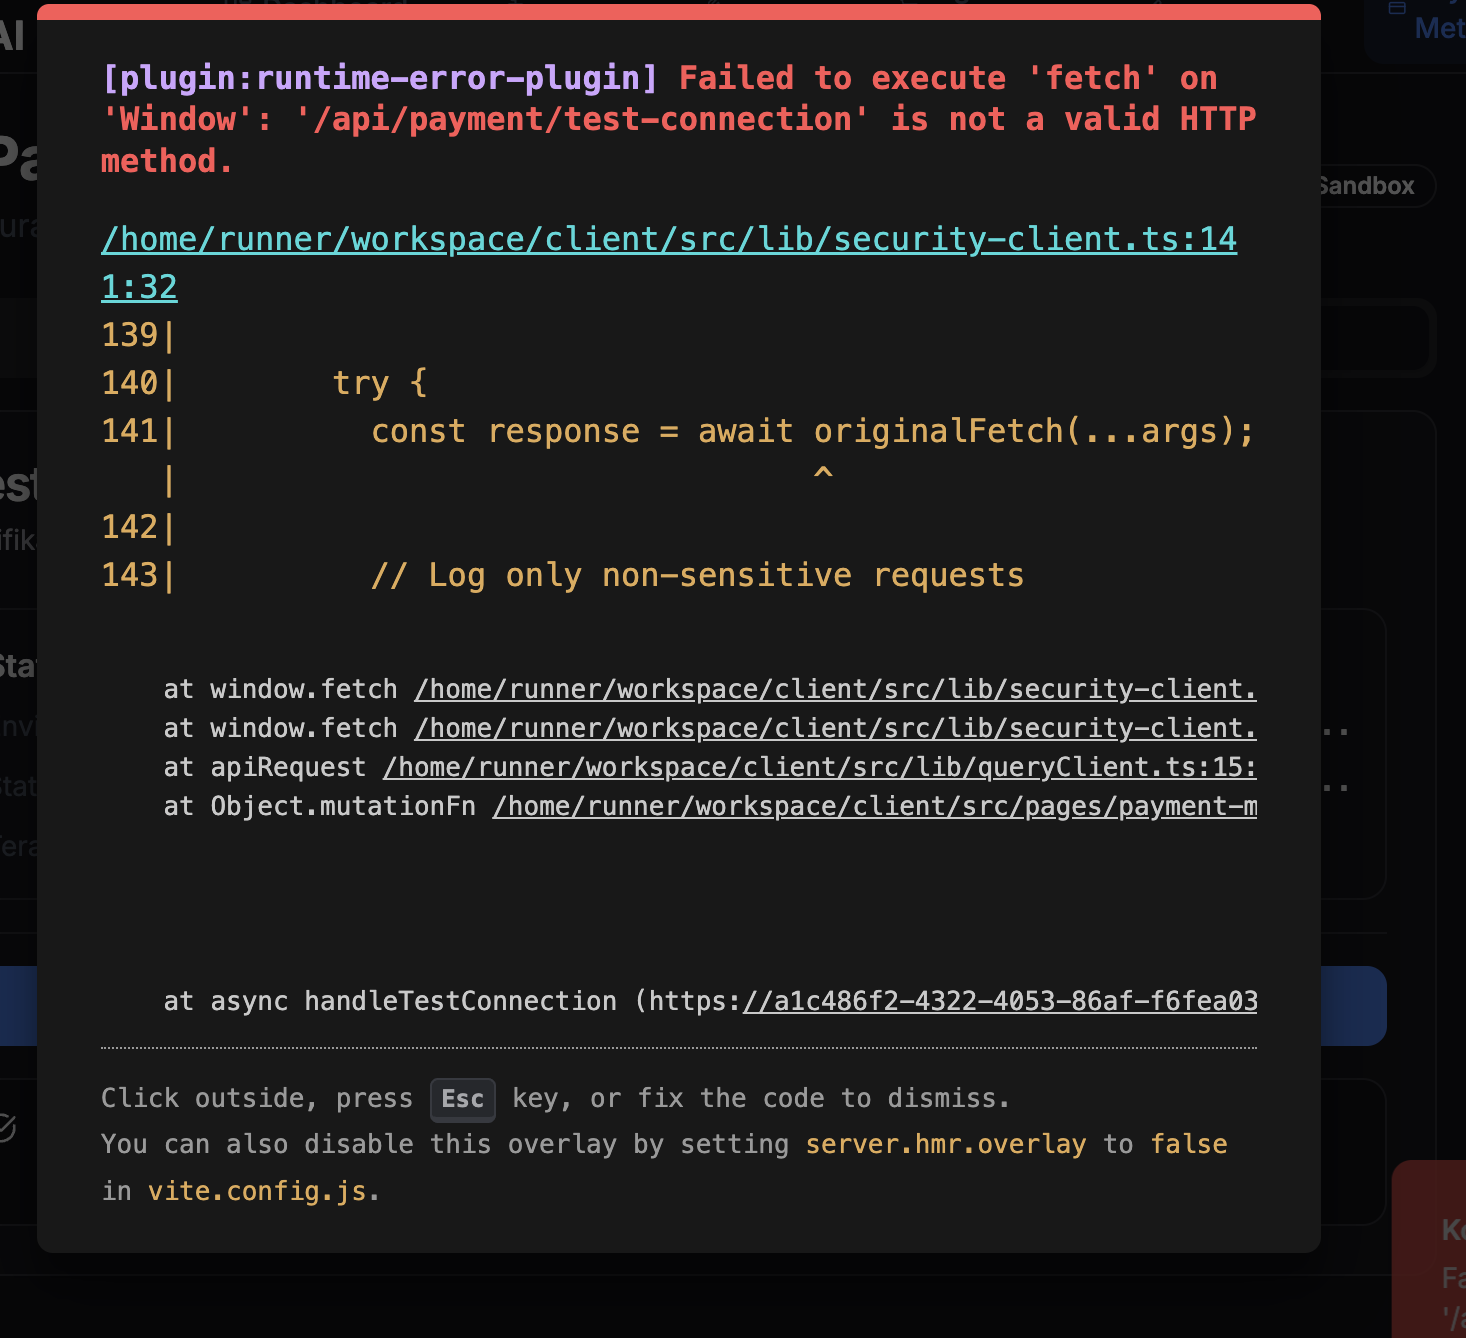 AI
Met
[plugin:runtime-error-plugin] Failed to execute 'fetch' on
'Window': '/api/payment/test-connection' is not a valid HTTP
method.
Pa
Sandbox
ura
/home/runner/workspace/client/src/lib/security-client.ts:14
1:32
139|
140|        try {
141|          const response = await originalFetch(...args);
   |                                 ^
142|
143|          // Log only non-sensitive requests
est
ifik
Stat
nvi
Stat
Tera
    at window.fetch /home/runner/workspace/client/src/lib/security-client.
    at window.fetch /home/runner/workspace/client/src/lib/security-client.
    at apiRequest /home/runner/workspace/client/src/lib/queryClient.ts:15:
    at Object.mutationFn /home/runner/workspace/client/src/pages/payment-m
    at async handleTestConnection (https://a1c486f2-4322-4053-86af-f6fea03
Click outside, press Esc key, or fix the code to dismiss.
You can also disable this overlay by setting server.hmr.overlay to false
in vite.config.js.
Ko
Fa
'/a